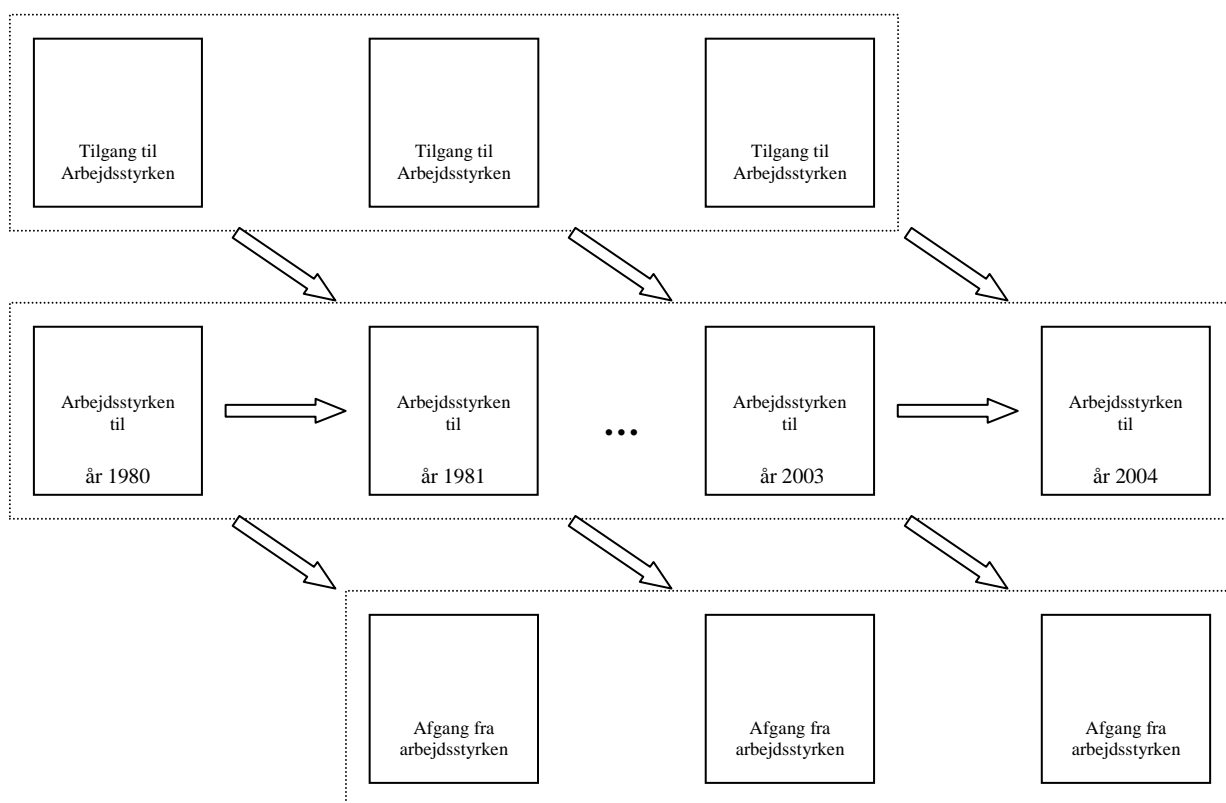 Tilgang til
Arbejdsstyrken
Tilgang til
Arbejdsstyrken
Tilgang til
Arbejdsstyrken
Arbejdsstyrken
til
år 1980
Arbejdsstyrken
til
år 1981
...
Arbejdsstyrken
til
år 2003
Arbejdsstyrken
til
år 2004
Afgang fra
arbejdsstyrken
Afgang fra
arbejdsstyrken
Afgang fra
arbejdsstyrken